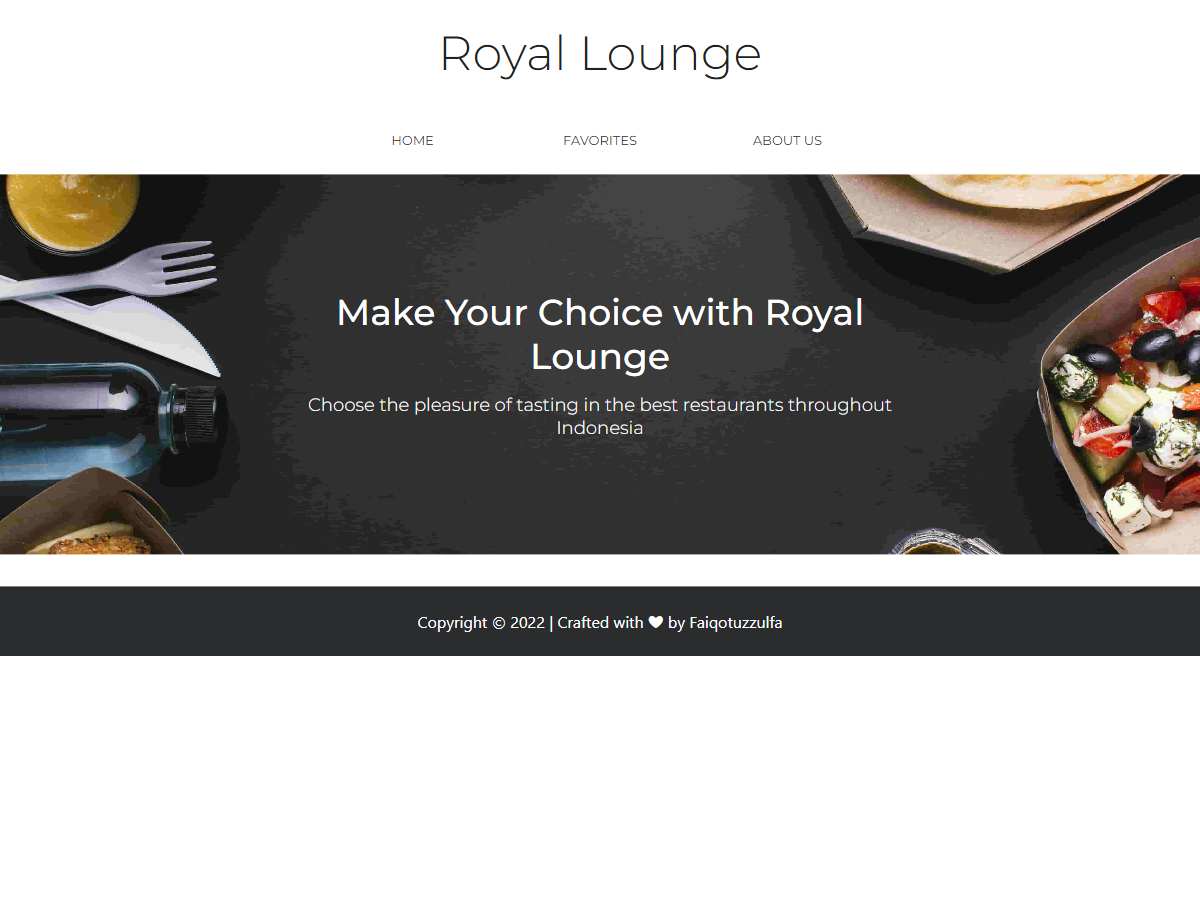 Royal Lounge
HOME FAVORITES ABOUT US
Make Your Choice with Royal
Lounge
Choose the pleasure of tasting in the best restaurants throughout
Indonesia
Copyright © 2022 | Crafted with ♥ by Faiqotuzzulfa